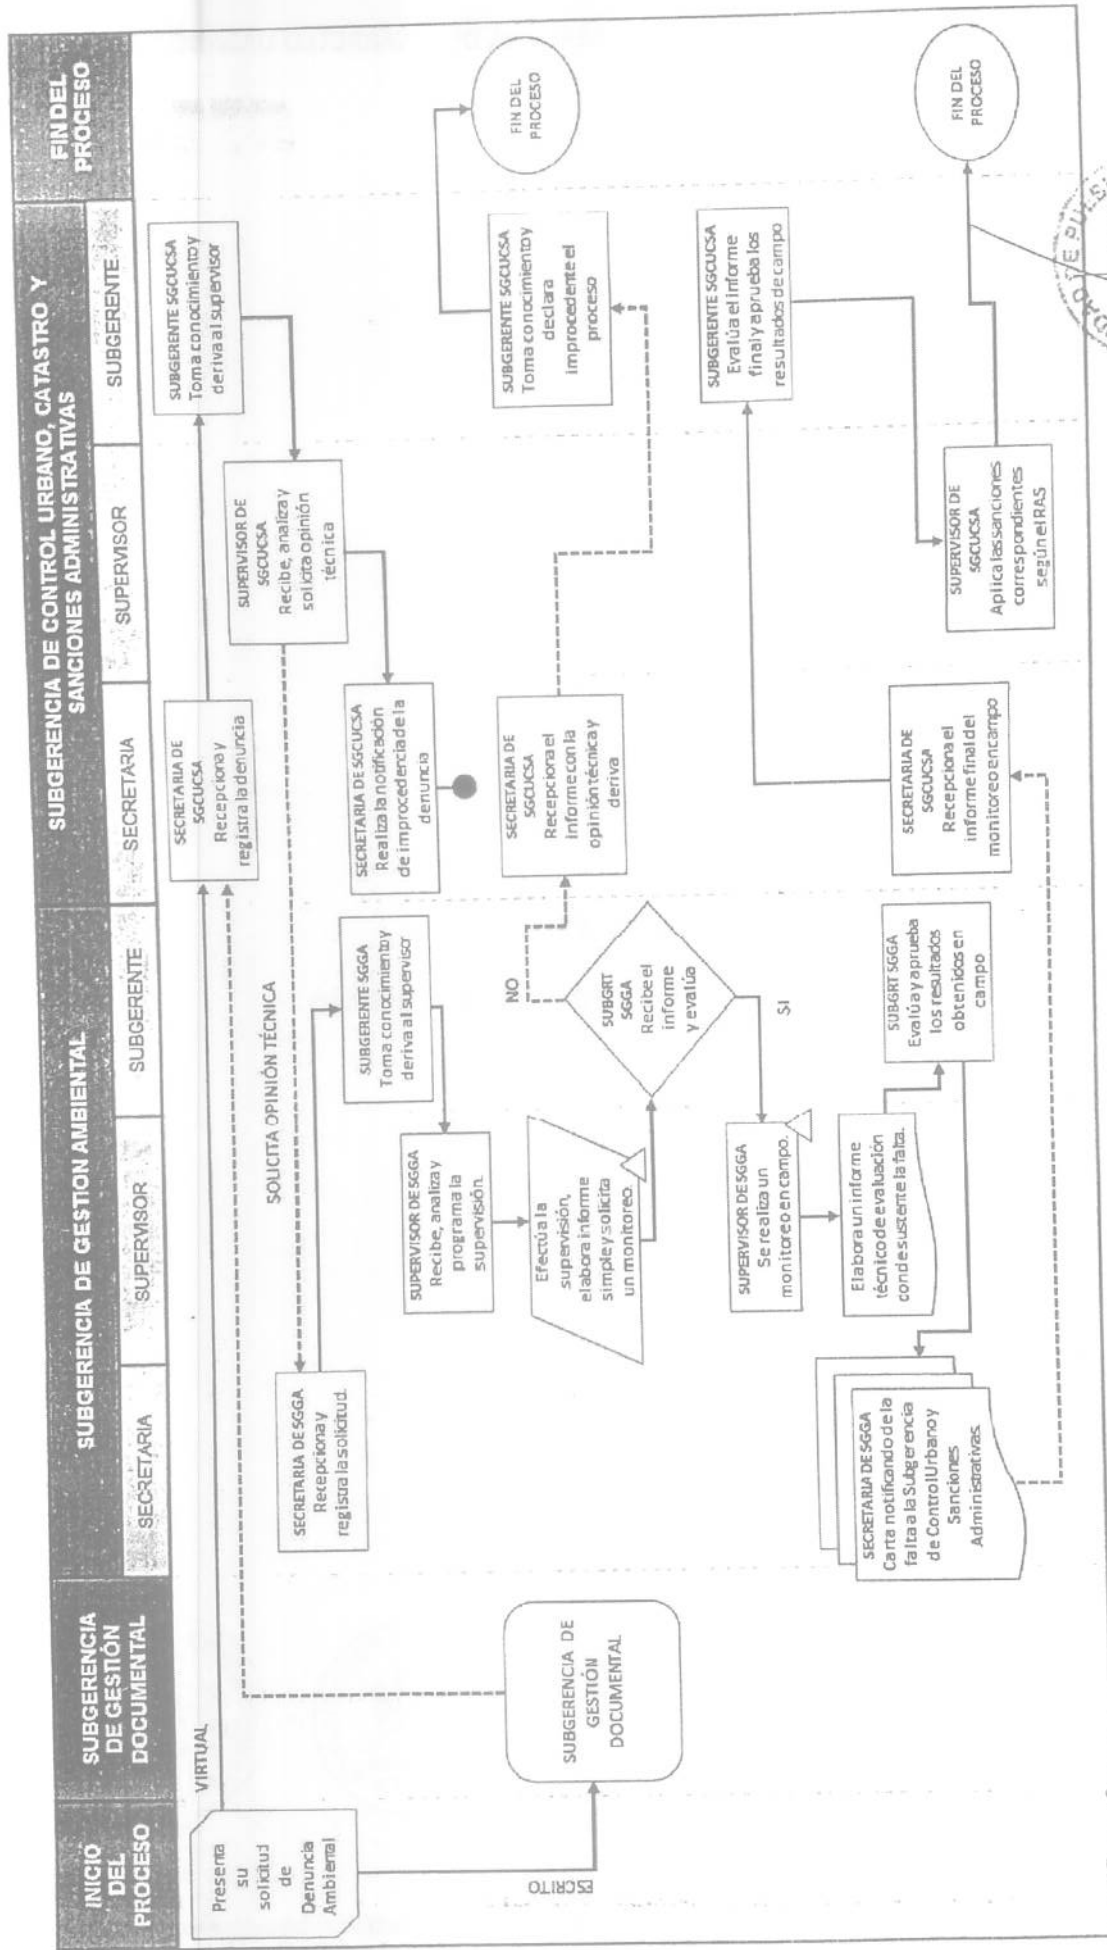 INICIO
DEL
PROCESO
SUBGERENCIA
DE GESTIÓN
DOCUMENTAL
SUBGERENCIA DE GESTION AMBIENTAL
SECRETARIA
SUPERVISOR
SUBGERENTE
SUBGERENCIA DE CONTROL URBANO, CATASTRO Y
SANCIONES ADMINISTRATIVAS
SECRETARIA
SUPERVISOR
SUBGERENTE
FIN DEL
PROCESO
Presenta
su
solicitud
de
Denuncia
Ambiental
VIRTUAL
ESCRITO
SUBGERENCIA DE
GESTIÓN
DOCUMENTAL
SECRETARIA DE
SGCUCSA
Recepciona y
registra la denuncia
SUBGERENTE SGCUCSA
Toma conocimiento y
deriva al supervisor
SUPERVISOR DE
SGCUCSA
Recibe, analiza y
solicita opinión
técnica
SOLICITA OPINIÓN TÉCNICA
SECRETARIA DE SGCUCSA
Realiza la notificación
de improcedencia de la
denuncia
SECRETARIA DE SGGA
Recepciona y
registra la solicitud.
SUBGERENTE SGGA
Toma conocimiento y
deriva al supervisor
SUPERVISOR DE SGGA
Recibe, analiza y
programa la
supervisión.
Efectúa la
supervisión,
elabora informe
simple y solicita
un monitoreo.
SUBGRT
SGGA
Recibe el
informe
y evalúa
NO
SI
SECRETARIA DE
SGCUCSA
Recepciona el
Informe con la
opinión técnica y
deriva
SUBGERENTE SGCUCSA
Toma conocimiento y
declara
improcedente el
proceso
FIN DEL
PROCESO
SUPERVISOR DE SGGA
Se realiza un
monitoreo en campo.
Elabora un informe
técnico de evaluación
donde sustente la falta.
SUBGRT SGGA
Evalúa y aprueba
los resultados
obtenidos en
campo
SECRETARIA DE SGGA
Carta notificando de la
falta a la Subgerencia
de Control Urbano y
Sanciones
Administrativas.
SECRETARIA DE
SGCUCSA
Recepciona el
informe final del
monitoreo en campo
SUBGERENTE SGCUCSA
Evalúa el informe
final y aprueba los
resultados de campo
SUPERVISOR DE
SGCUCSA
Aplica las sanciones
correspondientes
según el RAS
FIN DEL
PROCESO